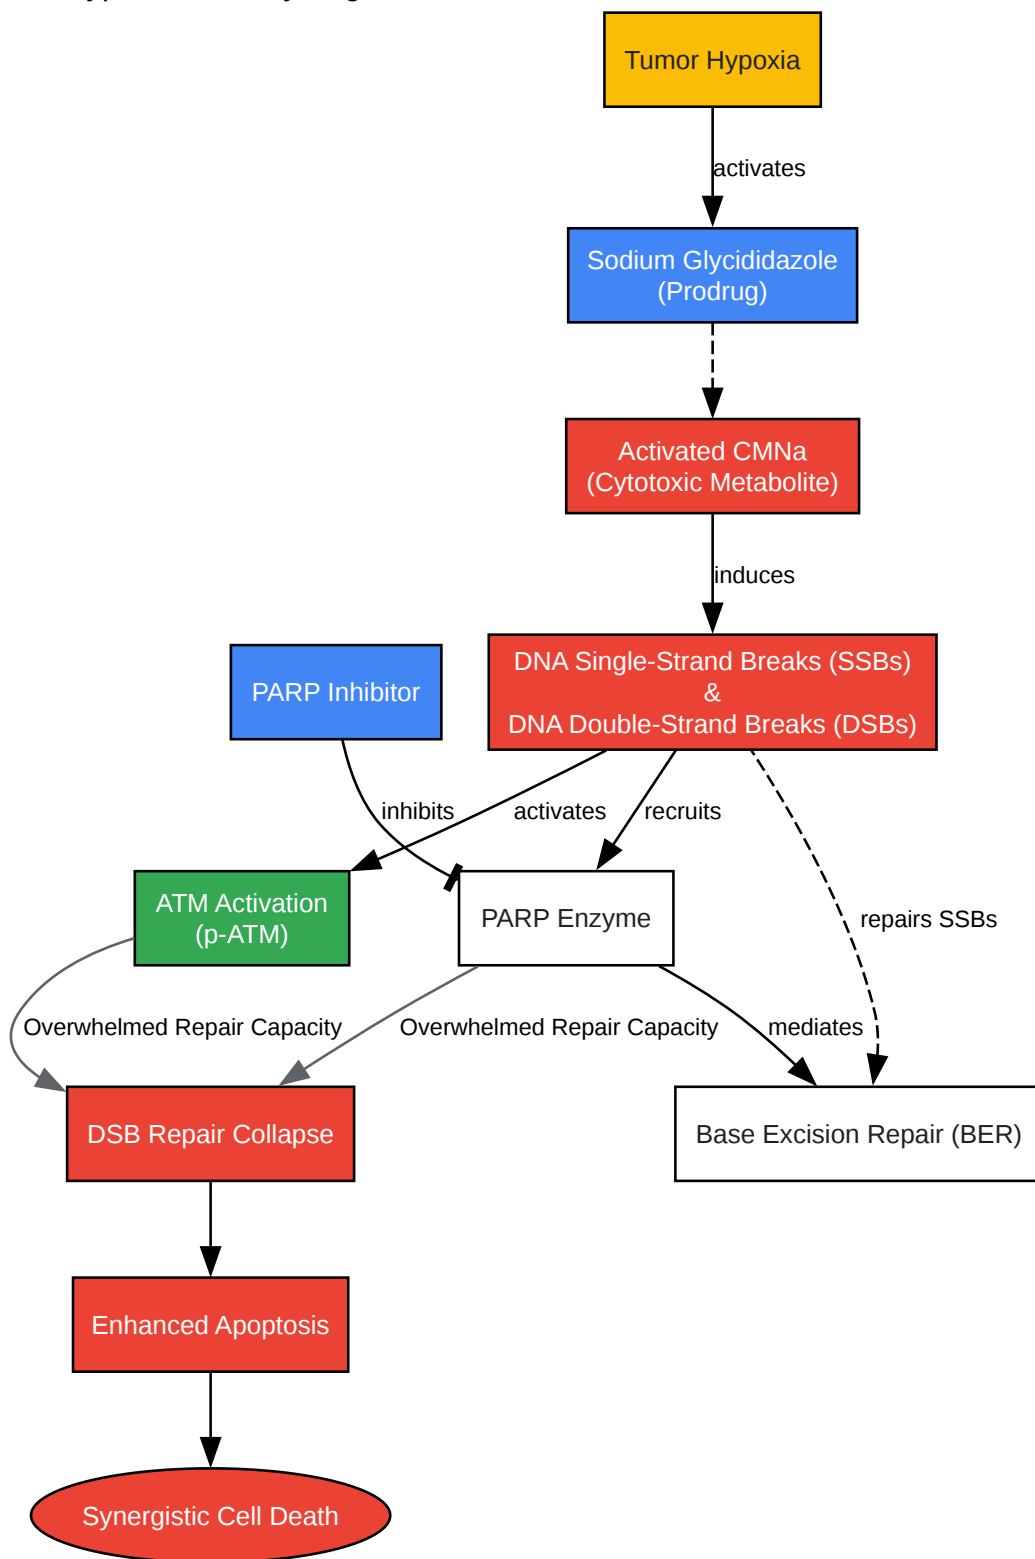 Tumor Hypoxia
activates
Sodium Glycididazole
(Prodrug)
Activated CMNa
(Cytotoxic Metabolite)
induces
DNA Single-Strand Breaks (SSBs)
&
DNA Double-Strand Breaks (DSBs)
PARP Inhibitor
inhibits
activates
recruits
ATM Activation
(p-ATM)
PARP Enzyme
repairs SSBs
Overwhelmed Repair Capacity
Overwhelmed Repair Capacity
mediates
DSB Repair Collapse
Base Excision Repair (BER)
Enhanced Apoptosis
Synergistic Cell Death